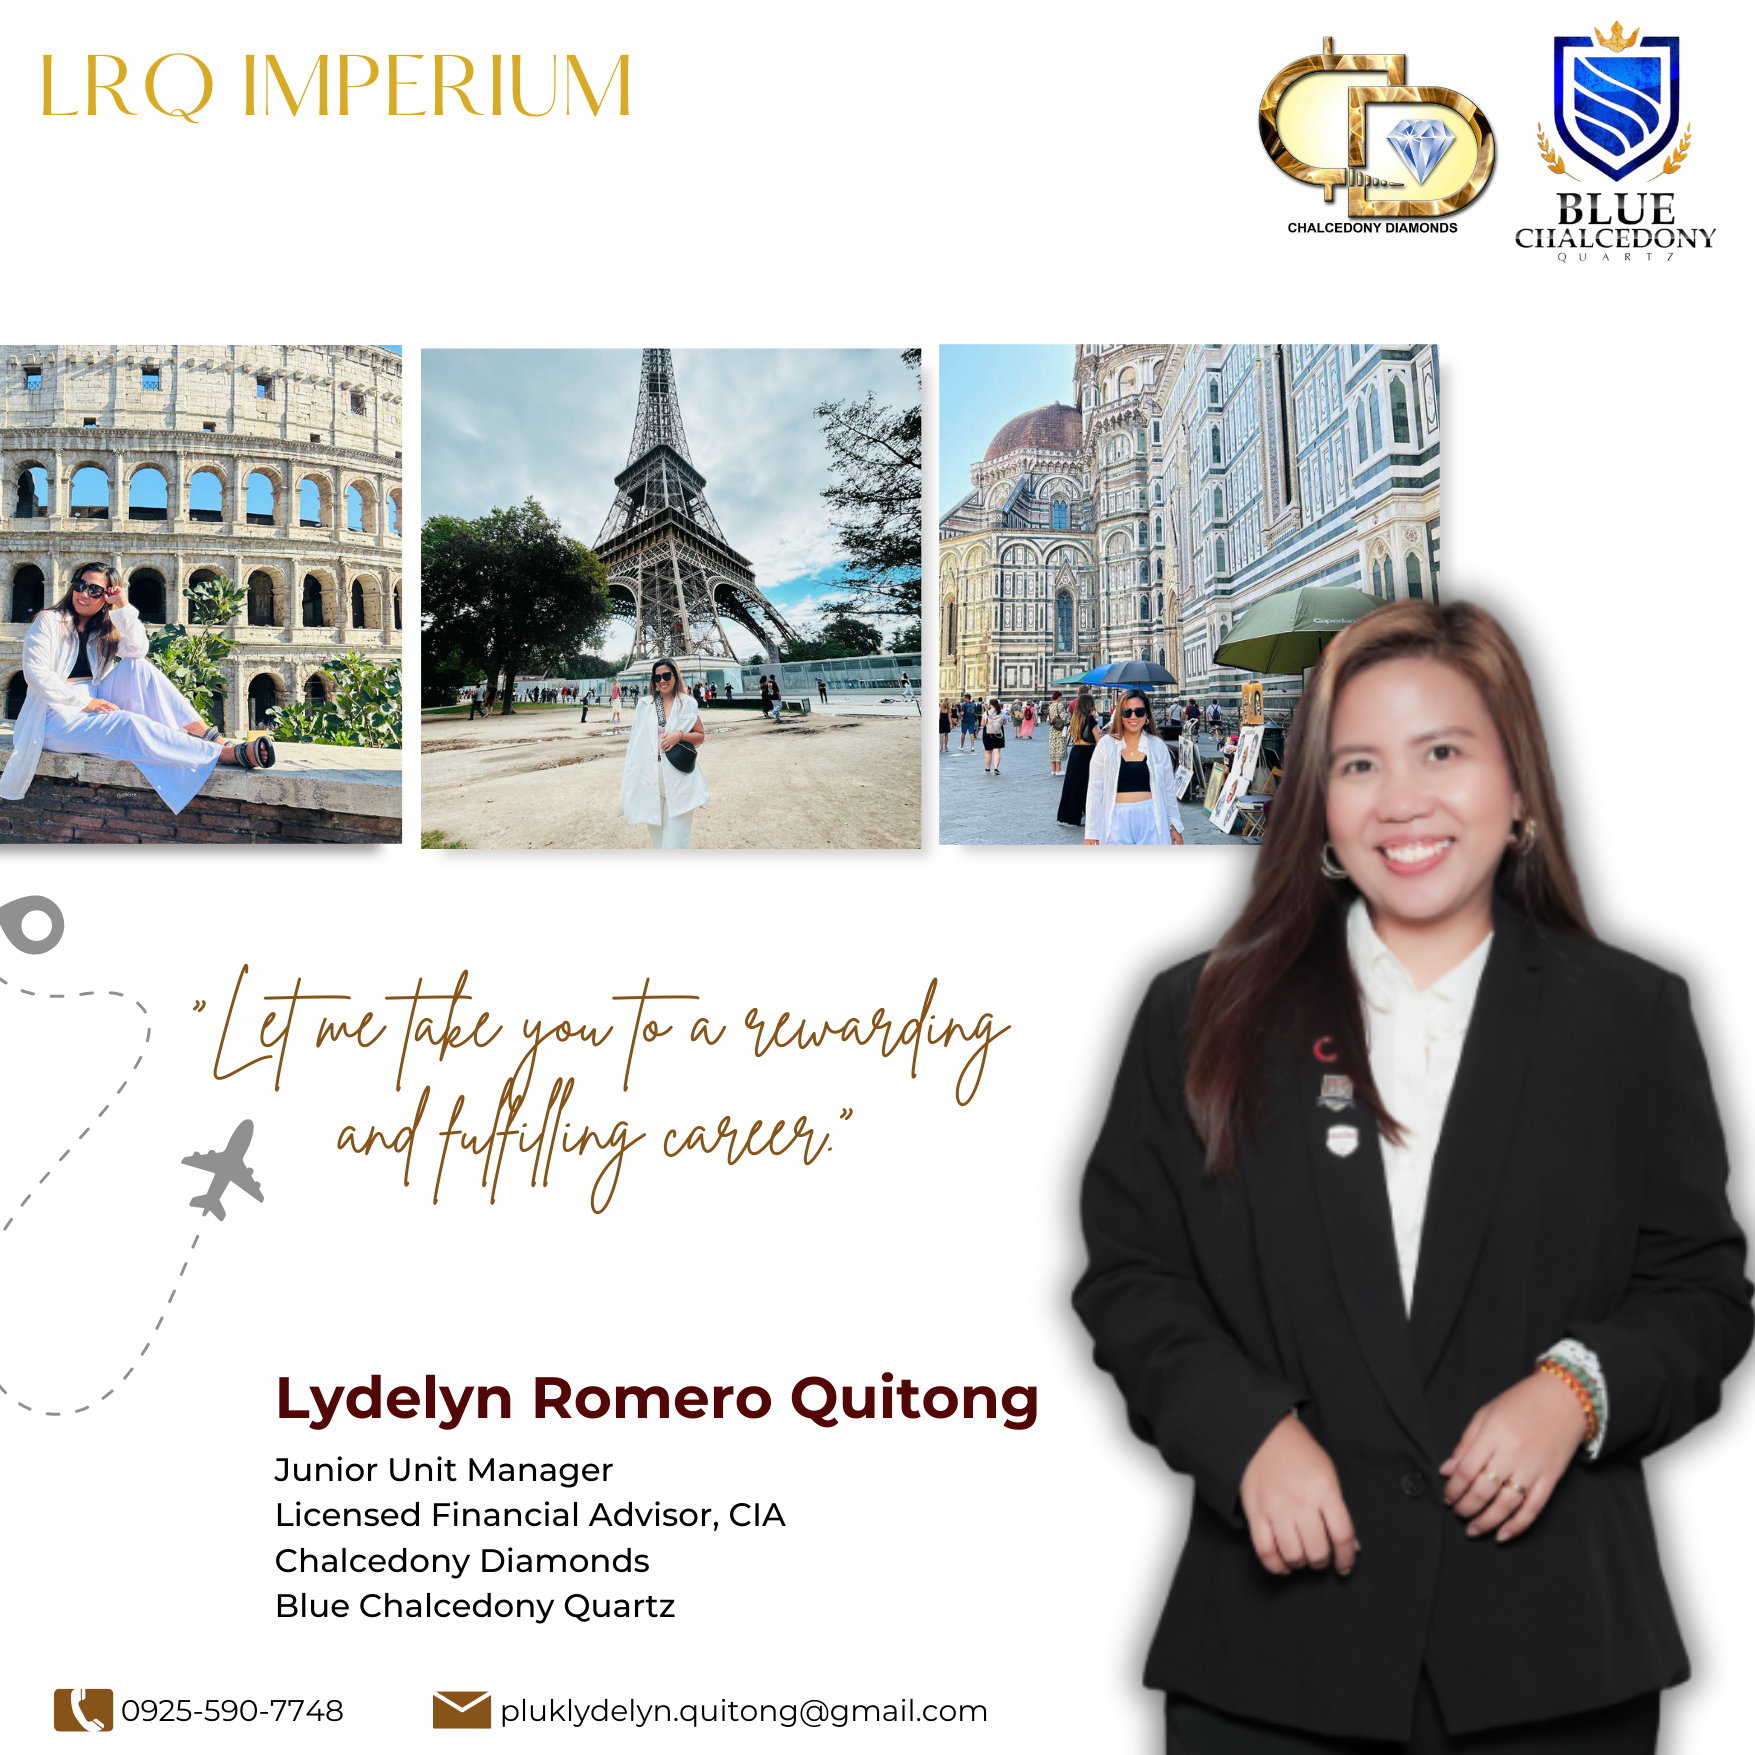 LRQ IMPERIUM
CHALCEDONY DIAMONDS
BLUE
CHALCEDONY
QUARTZ
"Let me take you to a rewarding
and fulfilling career."
Lydelyn Romero Quitong
Junior Unit Manager
Licensed Financial Advisor, CIA
Chalcedony Diamonds
Blue Chalcedony Quartz
0925-590-7748
pluklydelyn.quitong@gmail.com